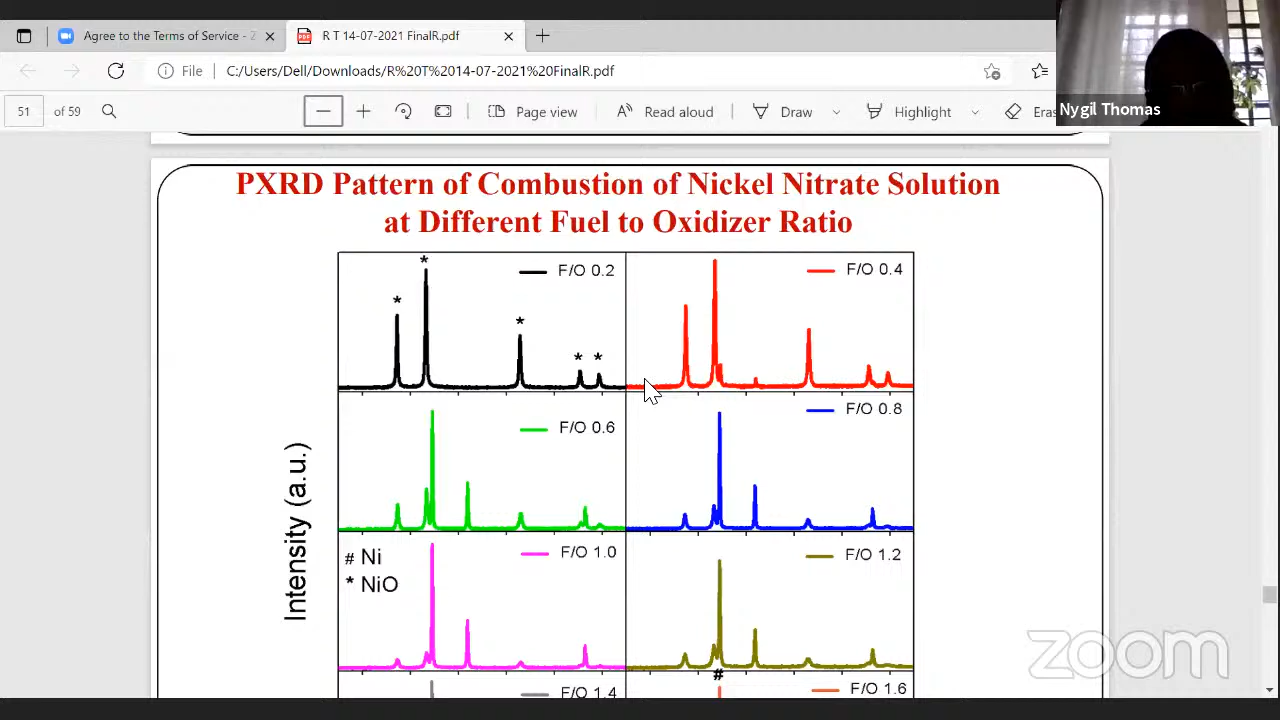 Agree to the Terms of Service - Z
R T 14-07-2021 FinalR.pdf
File
C:/Users/Dell/Downloads/R%20T%2014-07-2021%20FinalR.pdf
51 of 59
Page view
Read aloud
Draw
Highlight
Eras
Nygil Thomas
PXRD Pattern of Combustion of Nickel Nitrate Solution
at Different Fuel to Oxidizer Ratio
* * * * *
F/O 0.2
F/O 0.4
F/O 0.6
F/O 0.8
Intensity (a.u.)
# Ni
* NiO
F/O 1.0
F/O 1.2
F/O 1.4
#
F/O 1.6
zoom